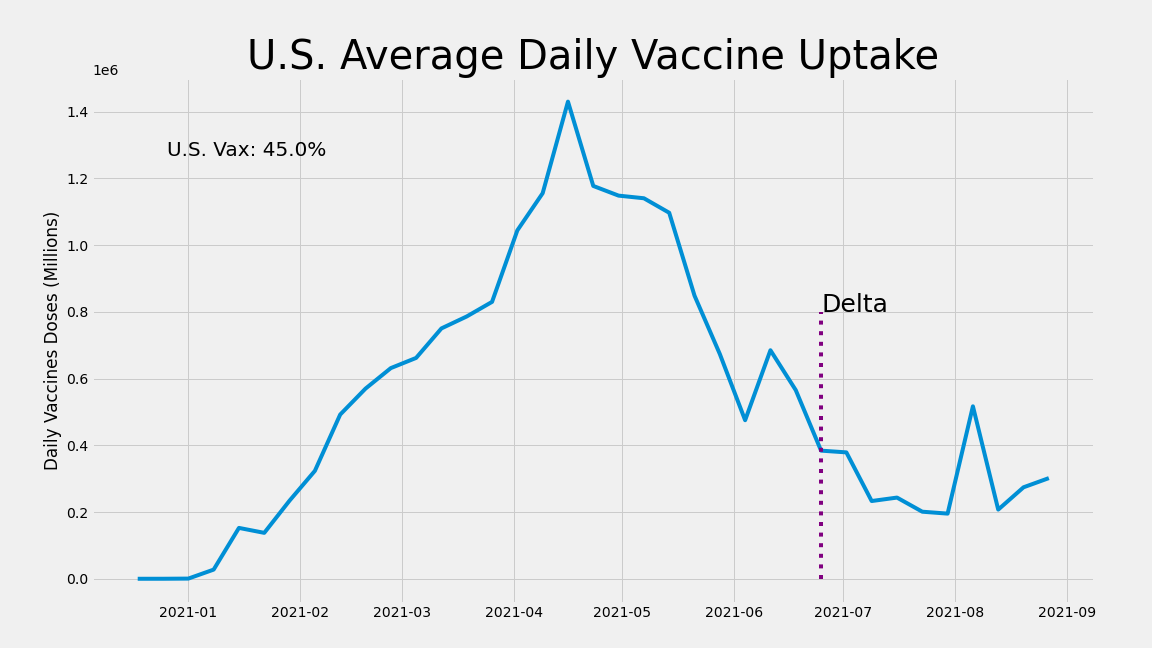 U.S. Average Daily Vaccine Uptake
1e6
1.4
U.S. Vax: 45.0%
1.2
1.0
0.8
0.6
0.4
0.2
0.0
Daily Vaccines Doses (Millions)
Delta
2021-01 2021-02 2021-03 2021-04 2021-05 2021-06 2021-07 2021-08 2021-09